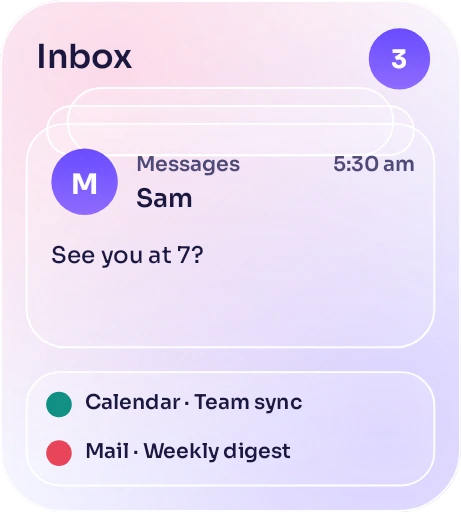 Inbox
3
M
Messages
5:30 am
Sam
See you at 7?
Calendar · Team sync
Mail · Weekly digest